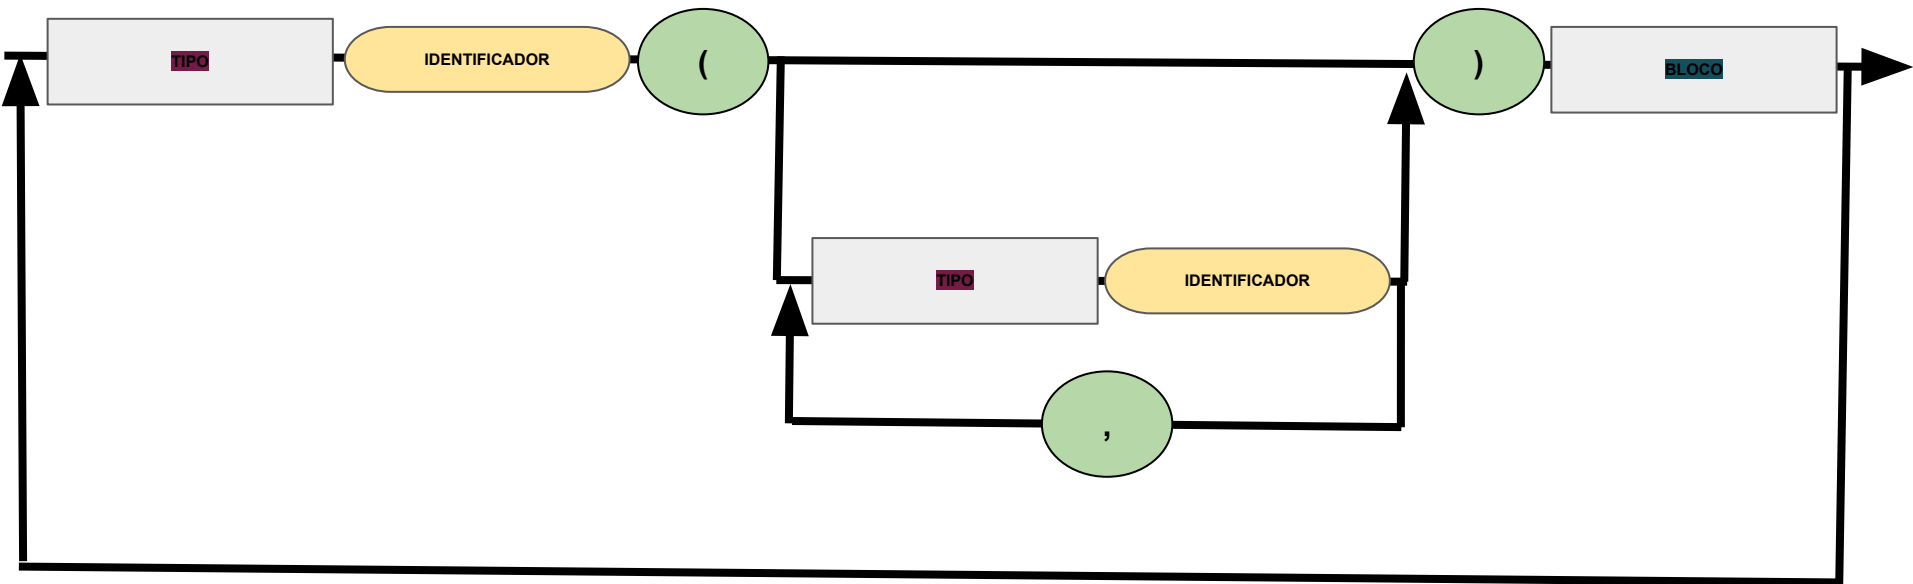 TIPO
IDENTIFICADOR
(
)
BLOCO
TIPO
IDENTIFICADOR
,